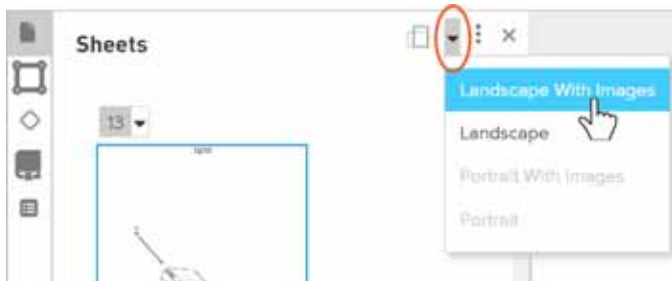 Sheets
Landscape With Images
13
Landscape
Portrait With Images
Portrait